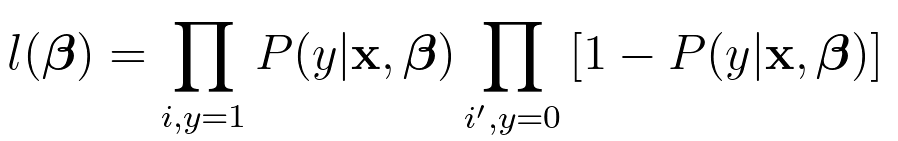 l(𝜷) = ∏_{i,y=1} P(y|𝐱, 𝜷) ∏_{i′,y=0} [1 − P(y|𝐱, 𝜷)]